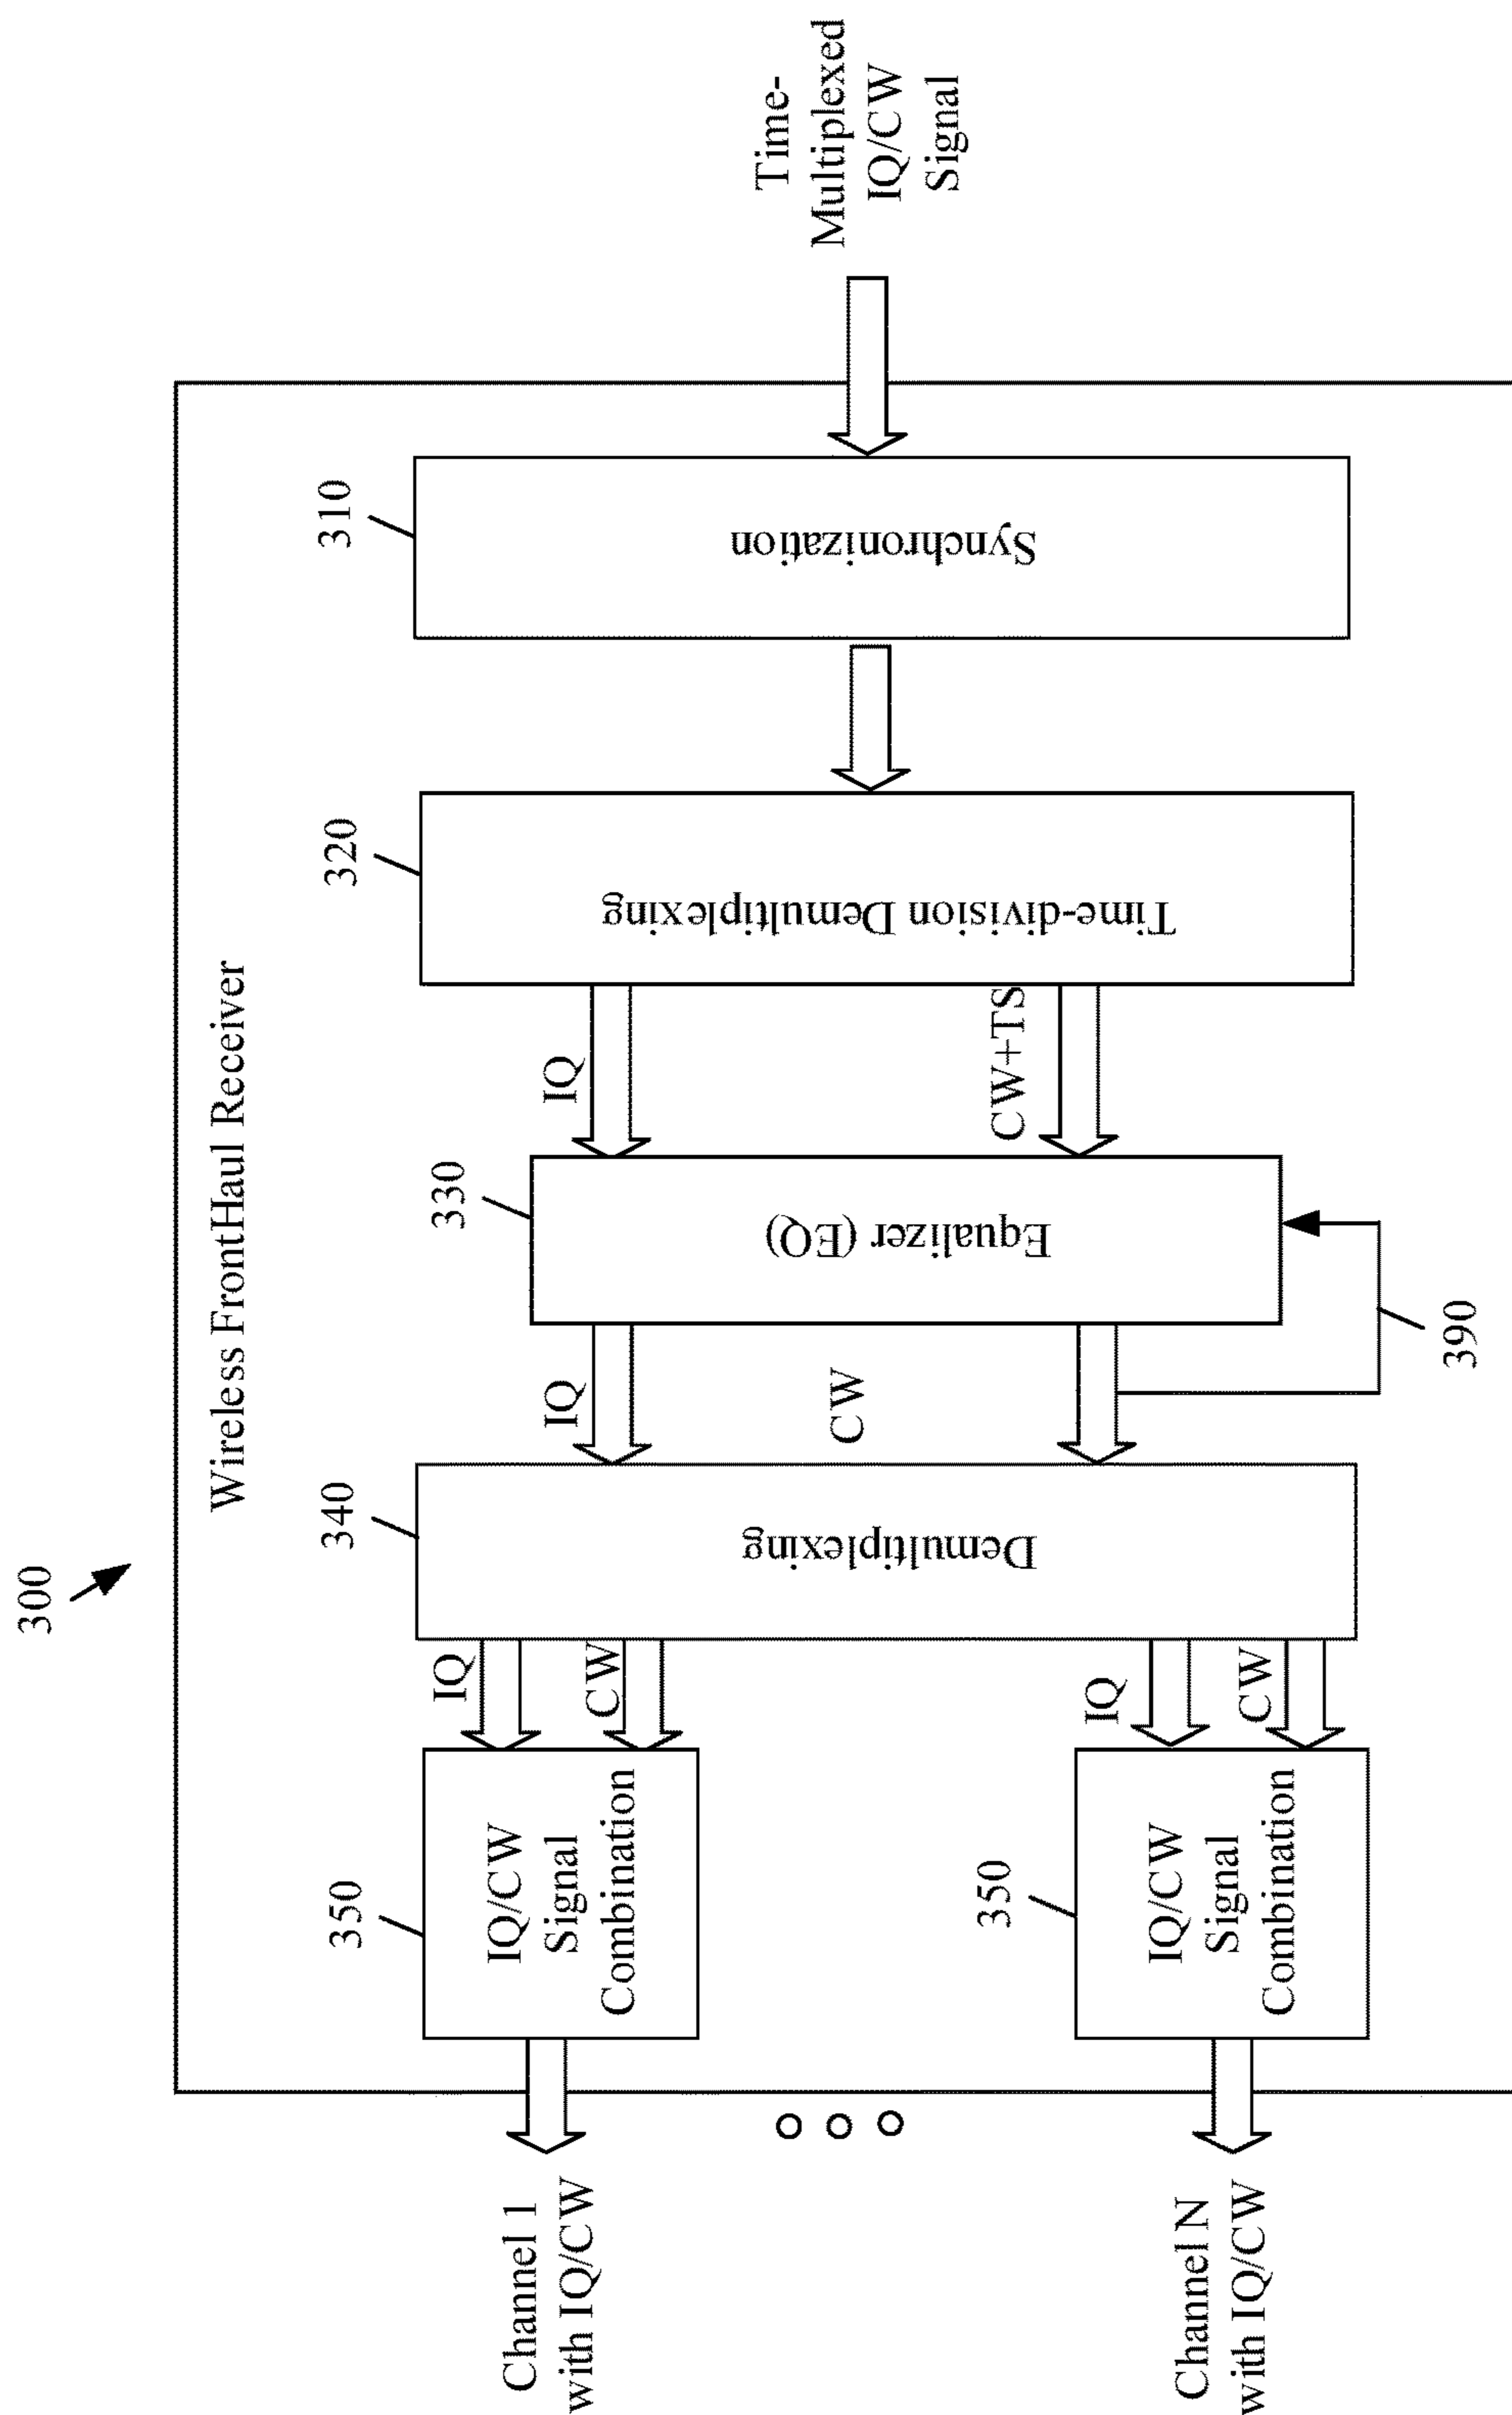 300
Wireless FrontHaul Receiver
Time-
Multiplexed
IQ/CW
Signal
310
Synchronization
320
Time-division Demultiplexing
IQ
CW+TS
330
Equalizer (EQ)
390
IQ
CW
340
Demultiplexing
IQ
CW
IQ
CW
350
IQ/CW
Signal
Combination
350
IQ/CW
Signal
Combination
Channel 1
with IQ/CW
Channel N
with IQ/CW